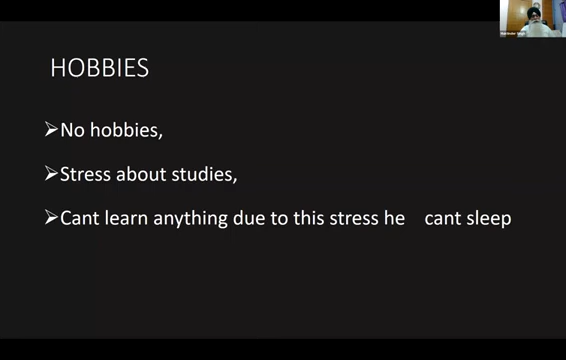 HOBBIES
No hobbies,
Stress about studies,
Cant learn anything due to this stress he cant sleep